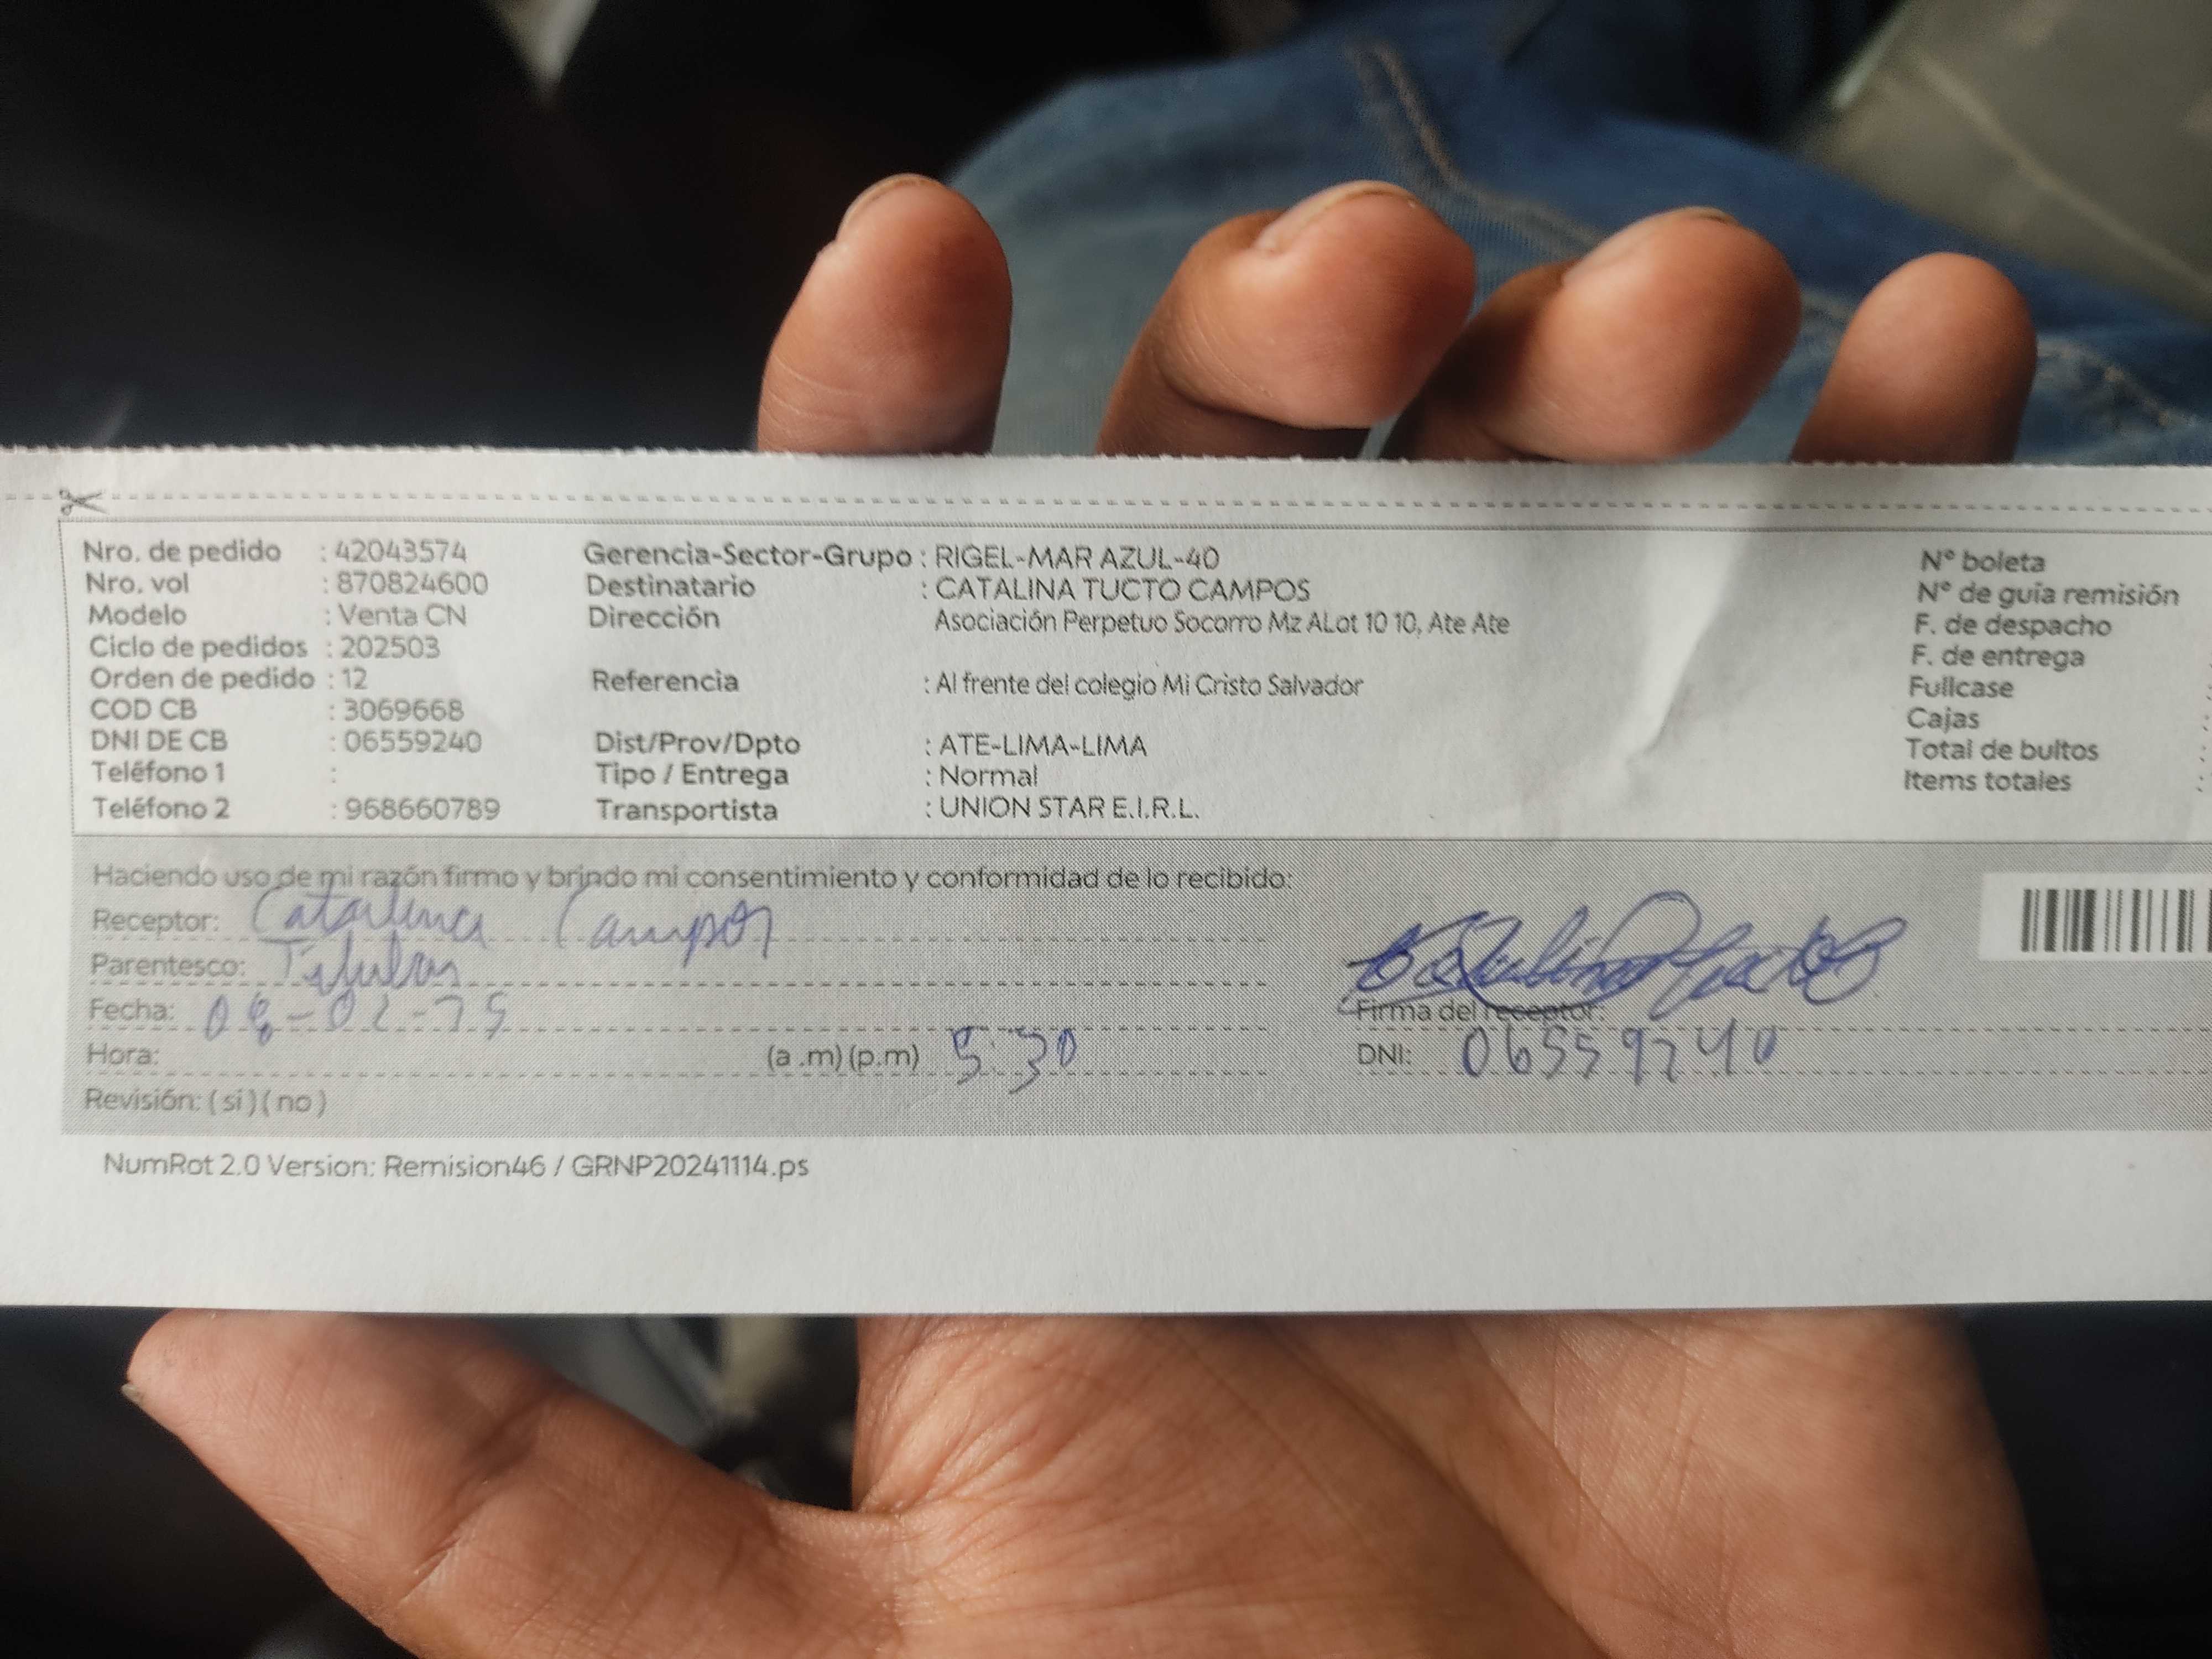 Nro. de pedido : 42043574 Gerencia-Sector-Grupo : RIGEL-MAR AZUL-40 N° boleta
Nro. vol : 870824600 Destinatario : CATALINA TUCTO CAMPOS N° de guía remisión
Modelo : Venta CN Dirección Asociación Perpetuo Socorro Mz ALot 10 10, Ate Ate F. de despacho
Ciclo de pedidos : 202503 F. de entrega
Orden de pedido : 12 Referencia : Al frente del colegio Mi Cristo Salvador Fullcase
COD CB : 3069668 Cajas :
DNI DE CB : 06559240 Dist/Prov/Dpto : ATE-LIMA-LIMA Total de bultos :
Teléfono 1 : Tipo / Entrega : Normal Items totales :
Teléfono 2 : 968660789 Transportista : UNION STAR E.I.R.L.
Haciendo uso de mi razón firmo y brindo mi consentimiento y conformidad de lo recibido:
Receptor: Catalina Campos
Parentesco: Titular
Fecha: 08-02-25
Firma del receptor:
Hora: (a .m) (p.m) 5:30 DNI: 06559240
Revisión: ( si ) ( no )
NumRot 2.0 Version: Remision46 / GRNP20241114.ps